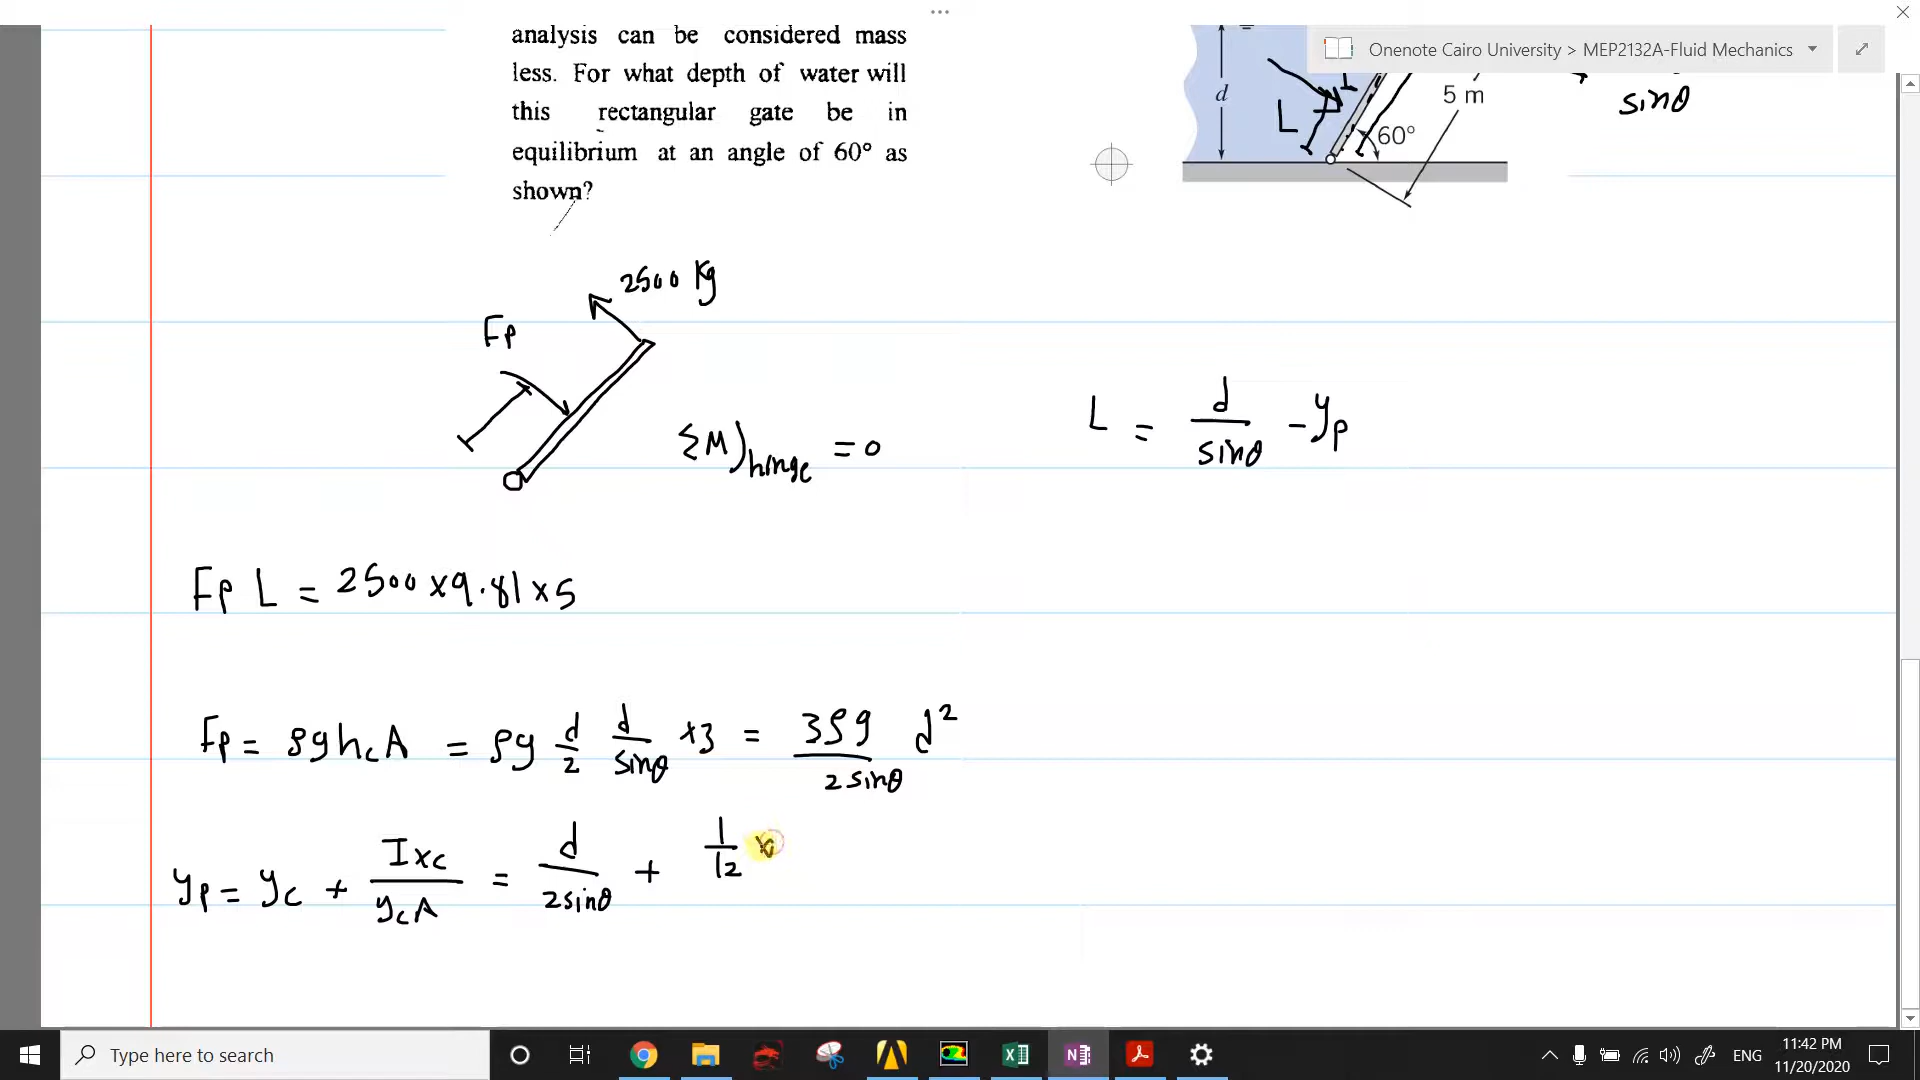 analysis can be considered mass
less. For what depth of water will
this rectangular gate be in
equilibrium at an angle of 60° as
shown?
Onenote Cairo University > MEP2132A-Fluid Mechanics
d
L
60°
5 m
sinθ
2500 Kg
Fp
ΣM)hinge = 0
L = d/sinθ - yp
Fp L = 2500×9.81×5
Fp = ρghcA = ρg d/2 d/sinθ ×3 = 3ρg/2sinθ d²
yp = yc + Ixc/ycA = d/2sinθ + 1/12
Type here to search
ENG
11:42 PM
11/20/2020